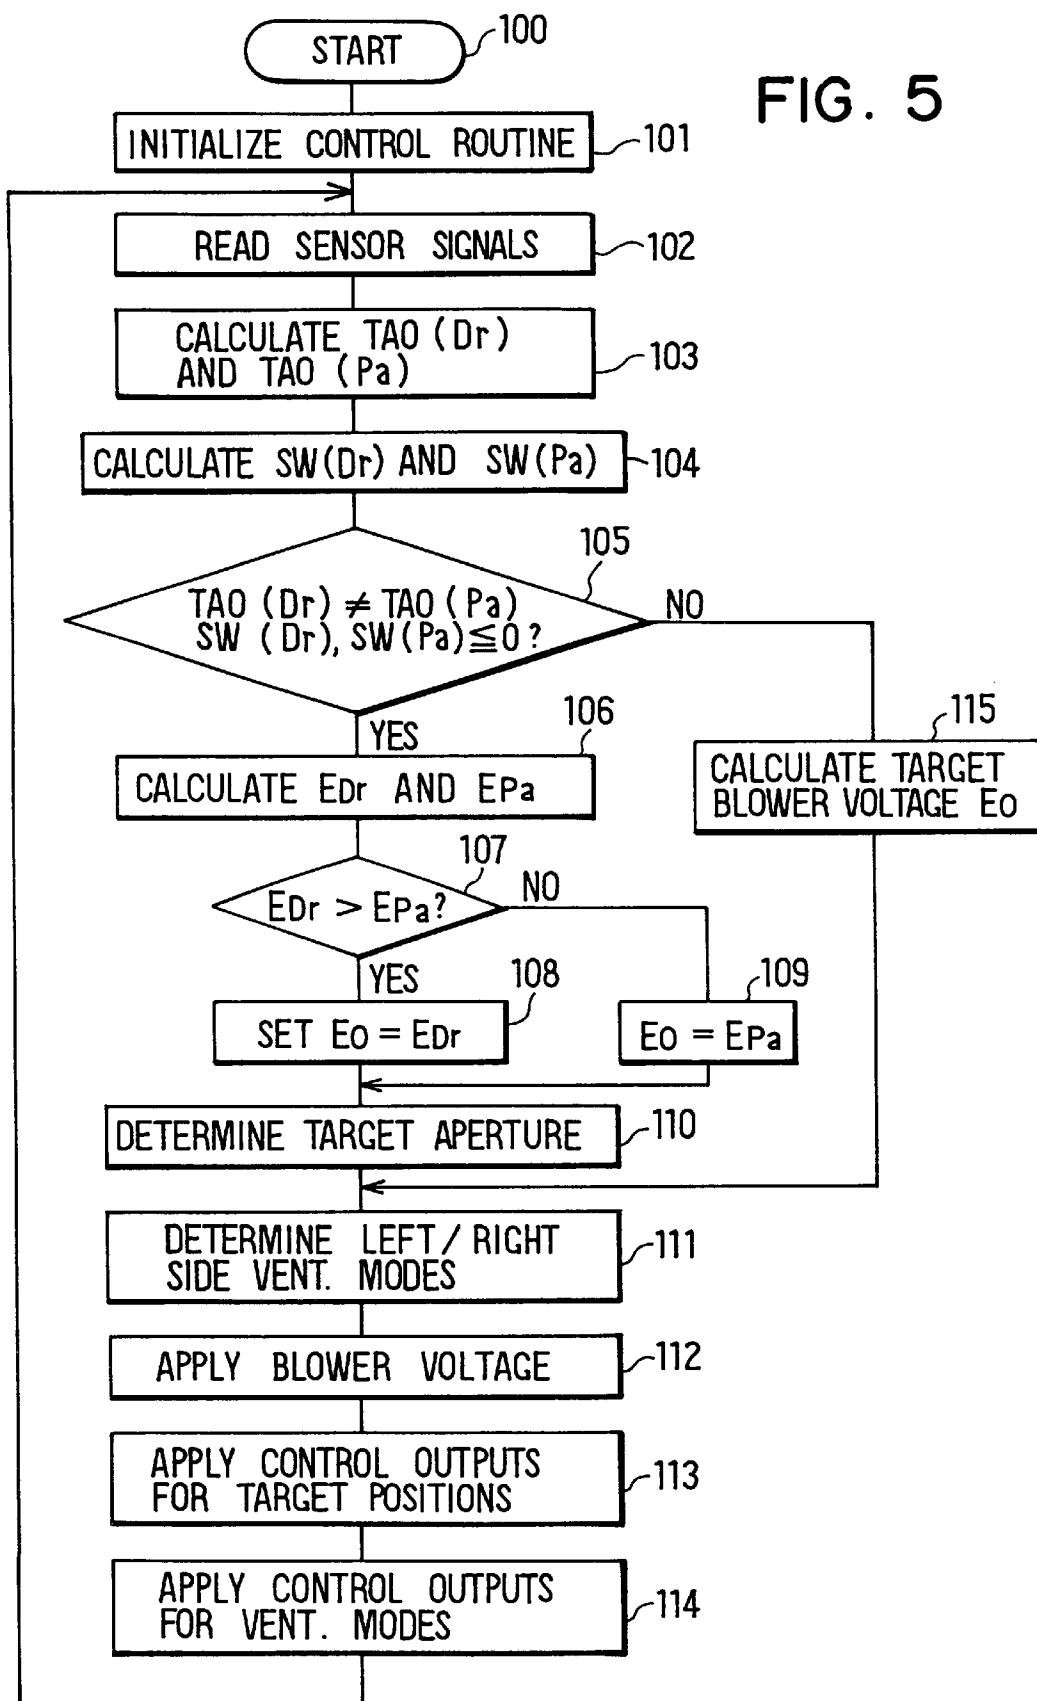 START
100
FIG. 5
INITIALIZE CONTROL ROUTINE
101
READ SENSOR SIGNALS
102
CALCULATE TAO (Dr)
AND TAO (Pa)
103
CALCULATE SW(Dr) AND SW(Pa)
104
105
TAO (Dr) ≠ TAO (Pa)
SW (Dr), SW(Pa)≦0 ?
NO
YES
106
CALCULATE EDr AND EPa
115
CALCULATE TARGET
BLOWER VOLTAGE Eo
107
EDr > EPa?
NO
YES
108
SET Eo = EDr
109
Eo = EPa
DETERMINE TARGET APERTURE
110
DETERMINE LEFT / RIGHT
SIDE VENT. MODES
111
APPLY BLOWER VOLTAGE
112
APPLY CONTROL OUTPUTS
FOR TARGET POSITIONS
113
APPLY CONTROL OUTPUTS
FOR VENT. MODES
114